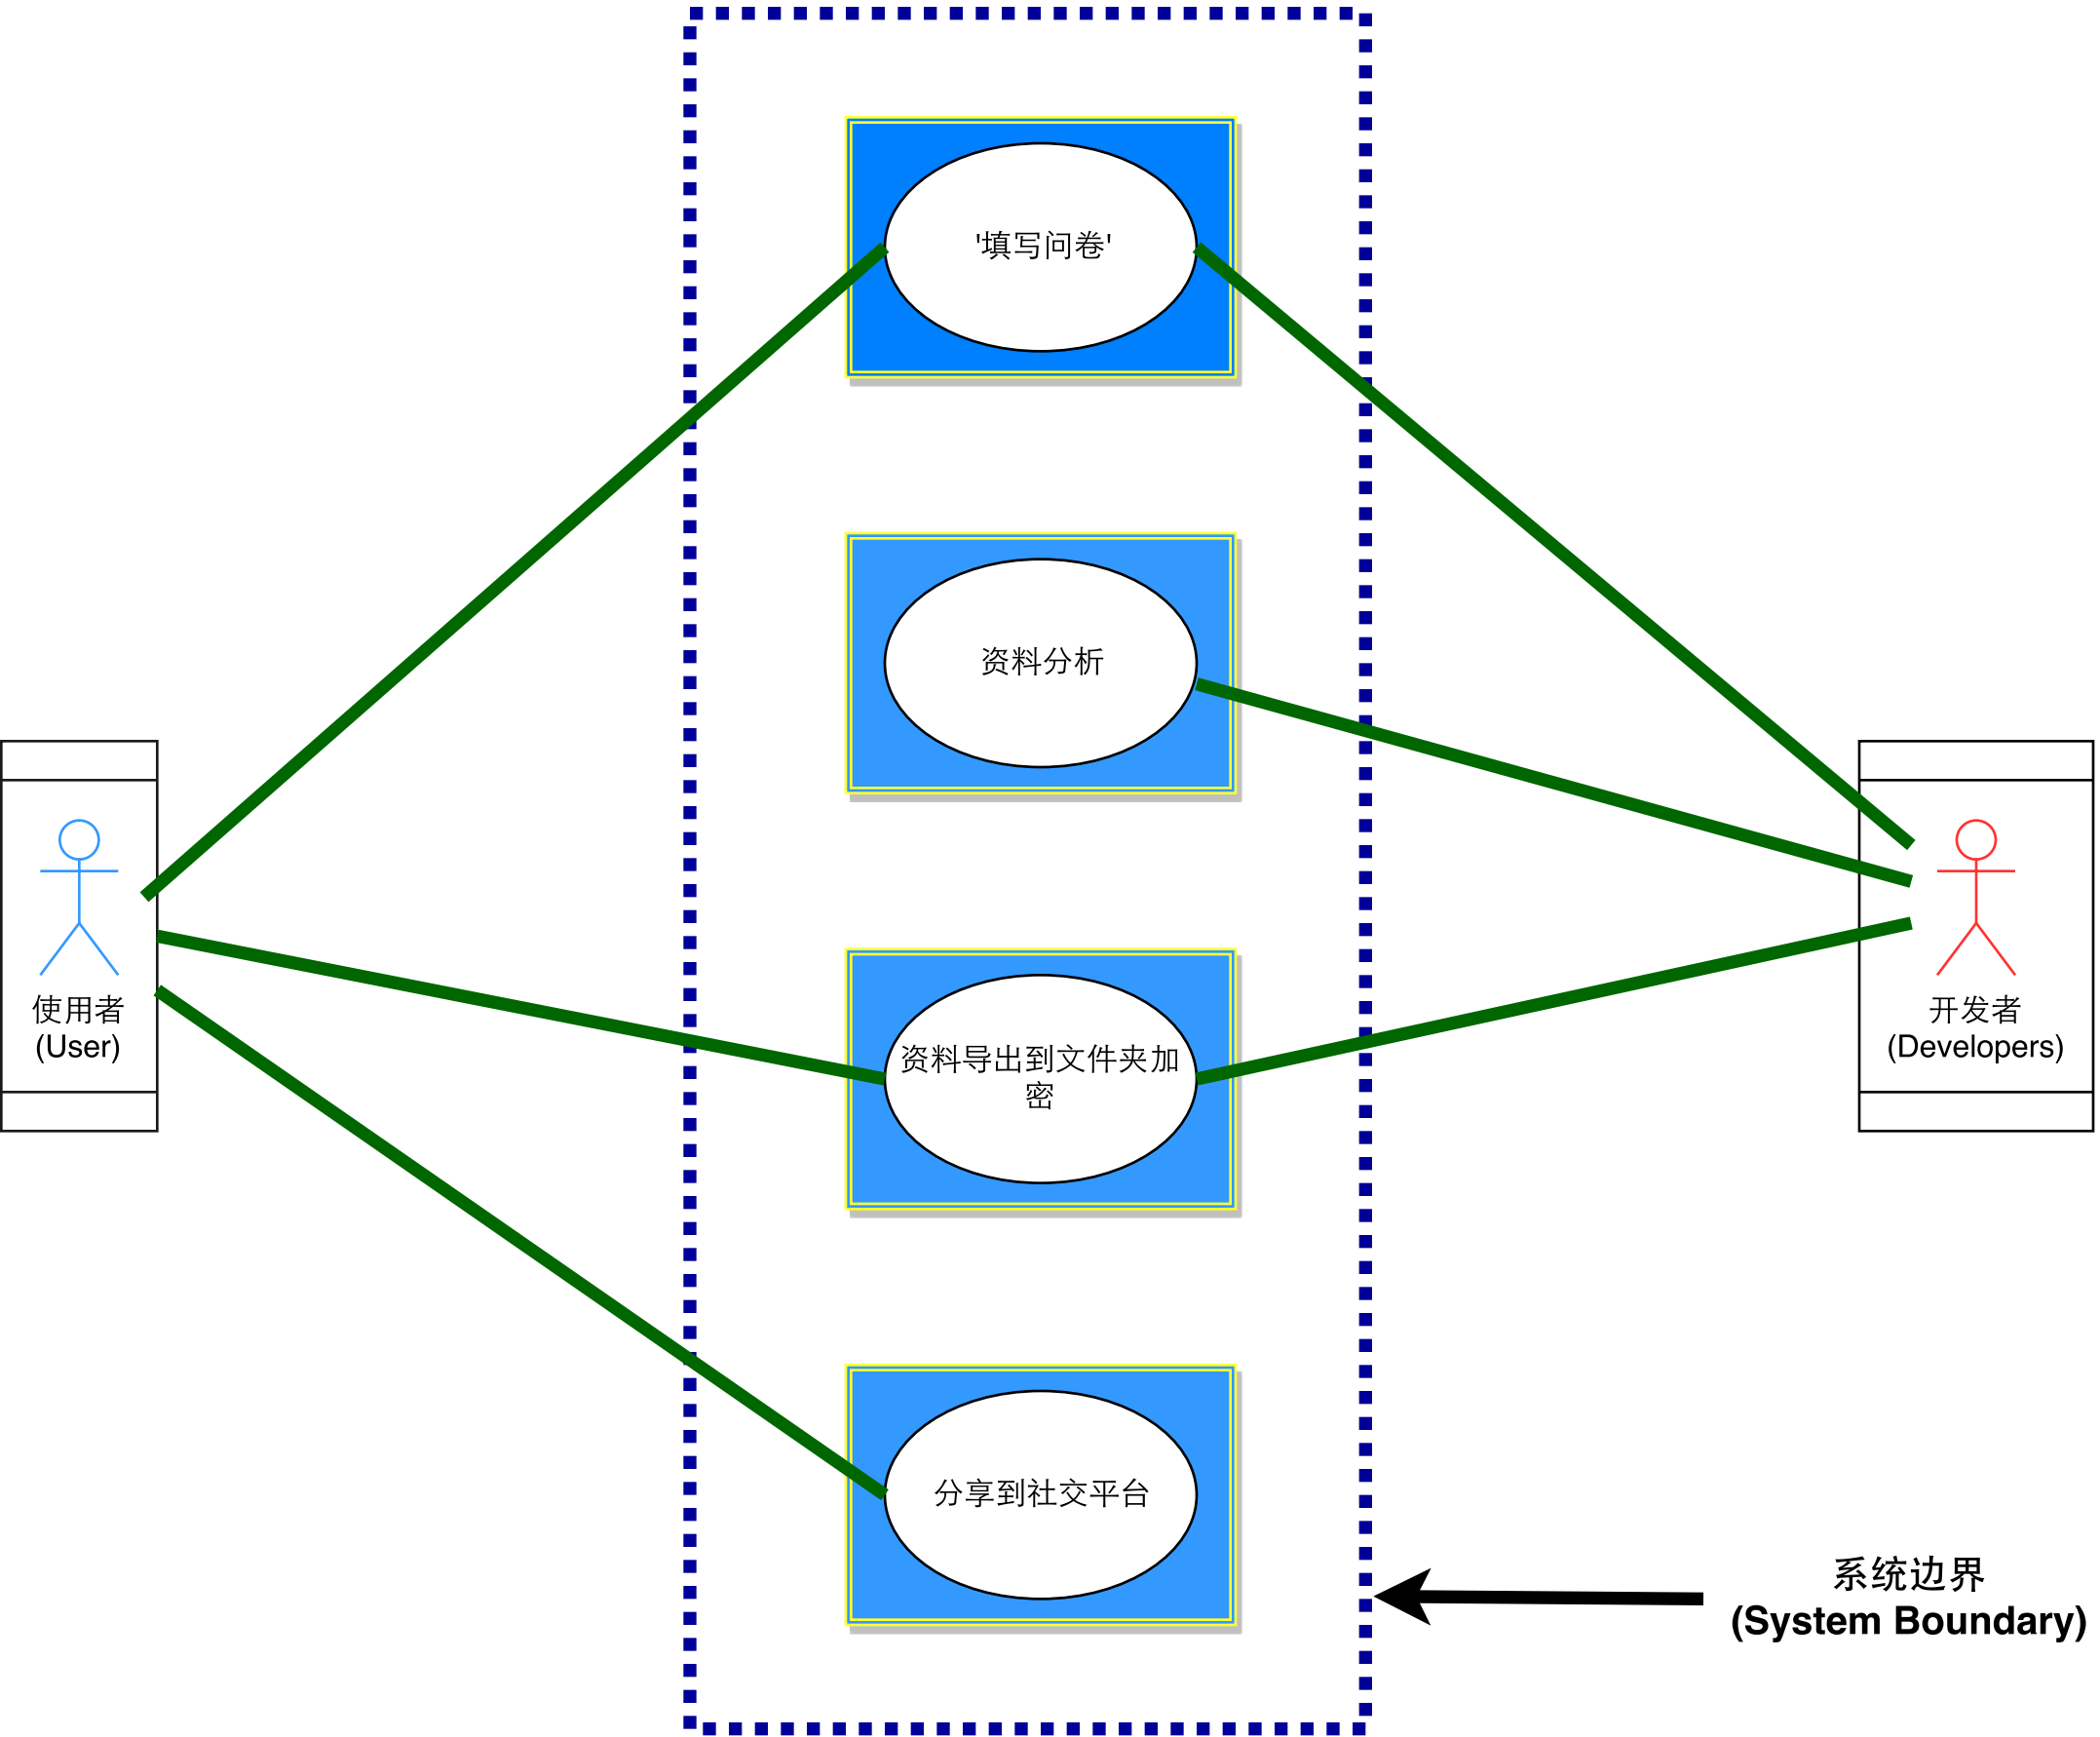 '填写问卷'
资料分析
使用者
(User)
开发者
(Developers)
资料导出到文件夹加
密
分享到社交平台
系统边界
(System Boundary)